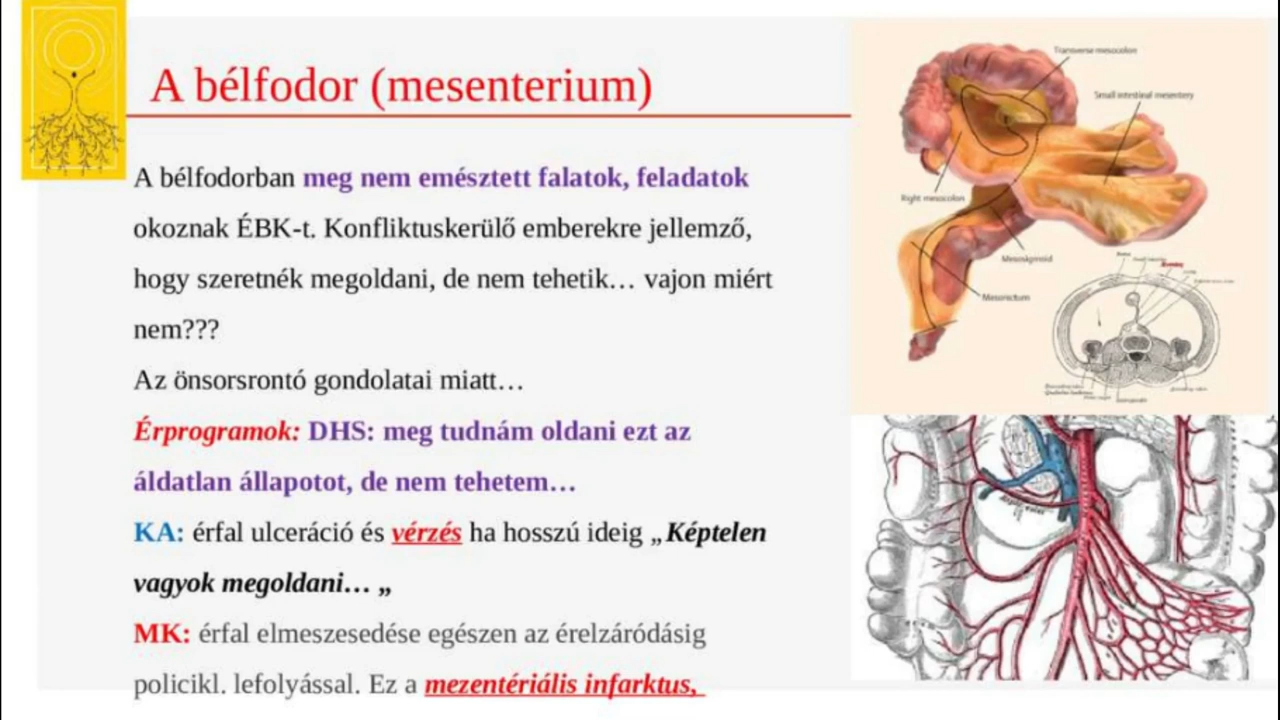 A bélfodor (mesenterium)
A bélfodorban meg nem emésztett falatok, feladatok
okoznak ÉBK-t. Konfliktuskerülő emberekre jellemző,
hogy szeretnék megoldani, de nem tehetik… vajon miért
nem???
Az önsorsrontó gondolatai miatt…
Érprogramok: DHS: meg tudnám oldani ezt az
áldatlan állapotot, de nem tehetem…
KA: érfal ulceráció és vérzés ha hosszú ideig „Képtelen
vagyok megoldani… „
MK: érfal elmeszesedése egészen az érelzáródásig
policikl. lefolyással. Ez a mezentériális infarktus,
Transverse mesocolon
Small intestinal mesentery
Right mesocolon
Mesosigmoid
Mesorectum